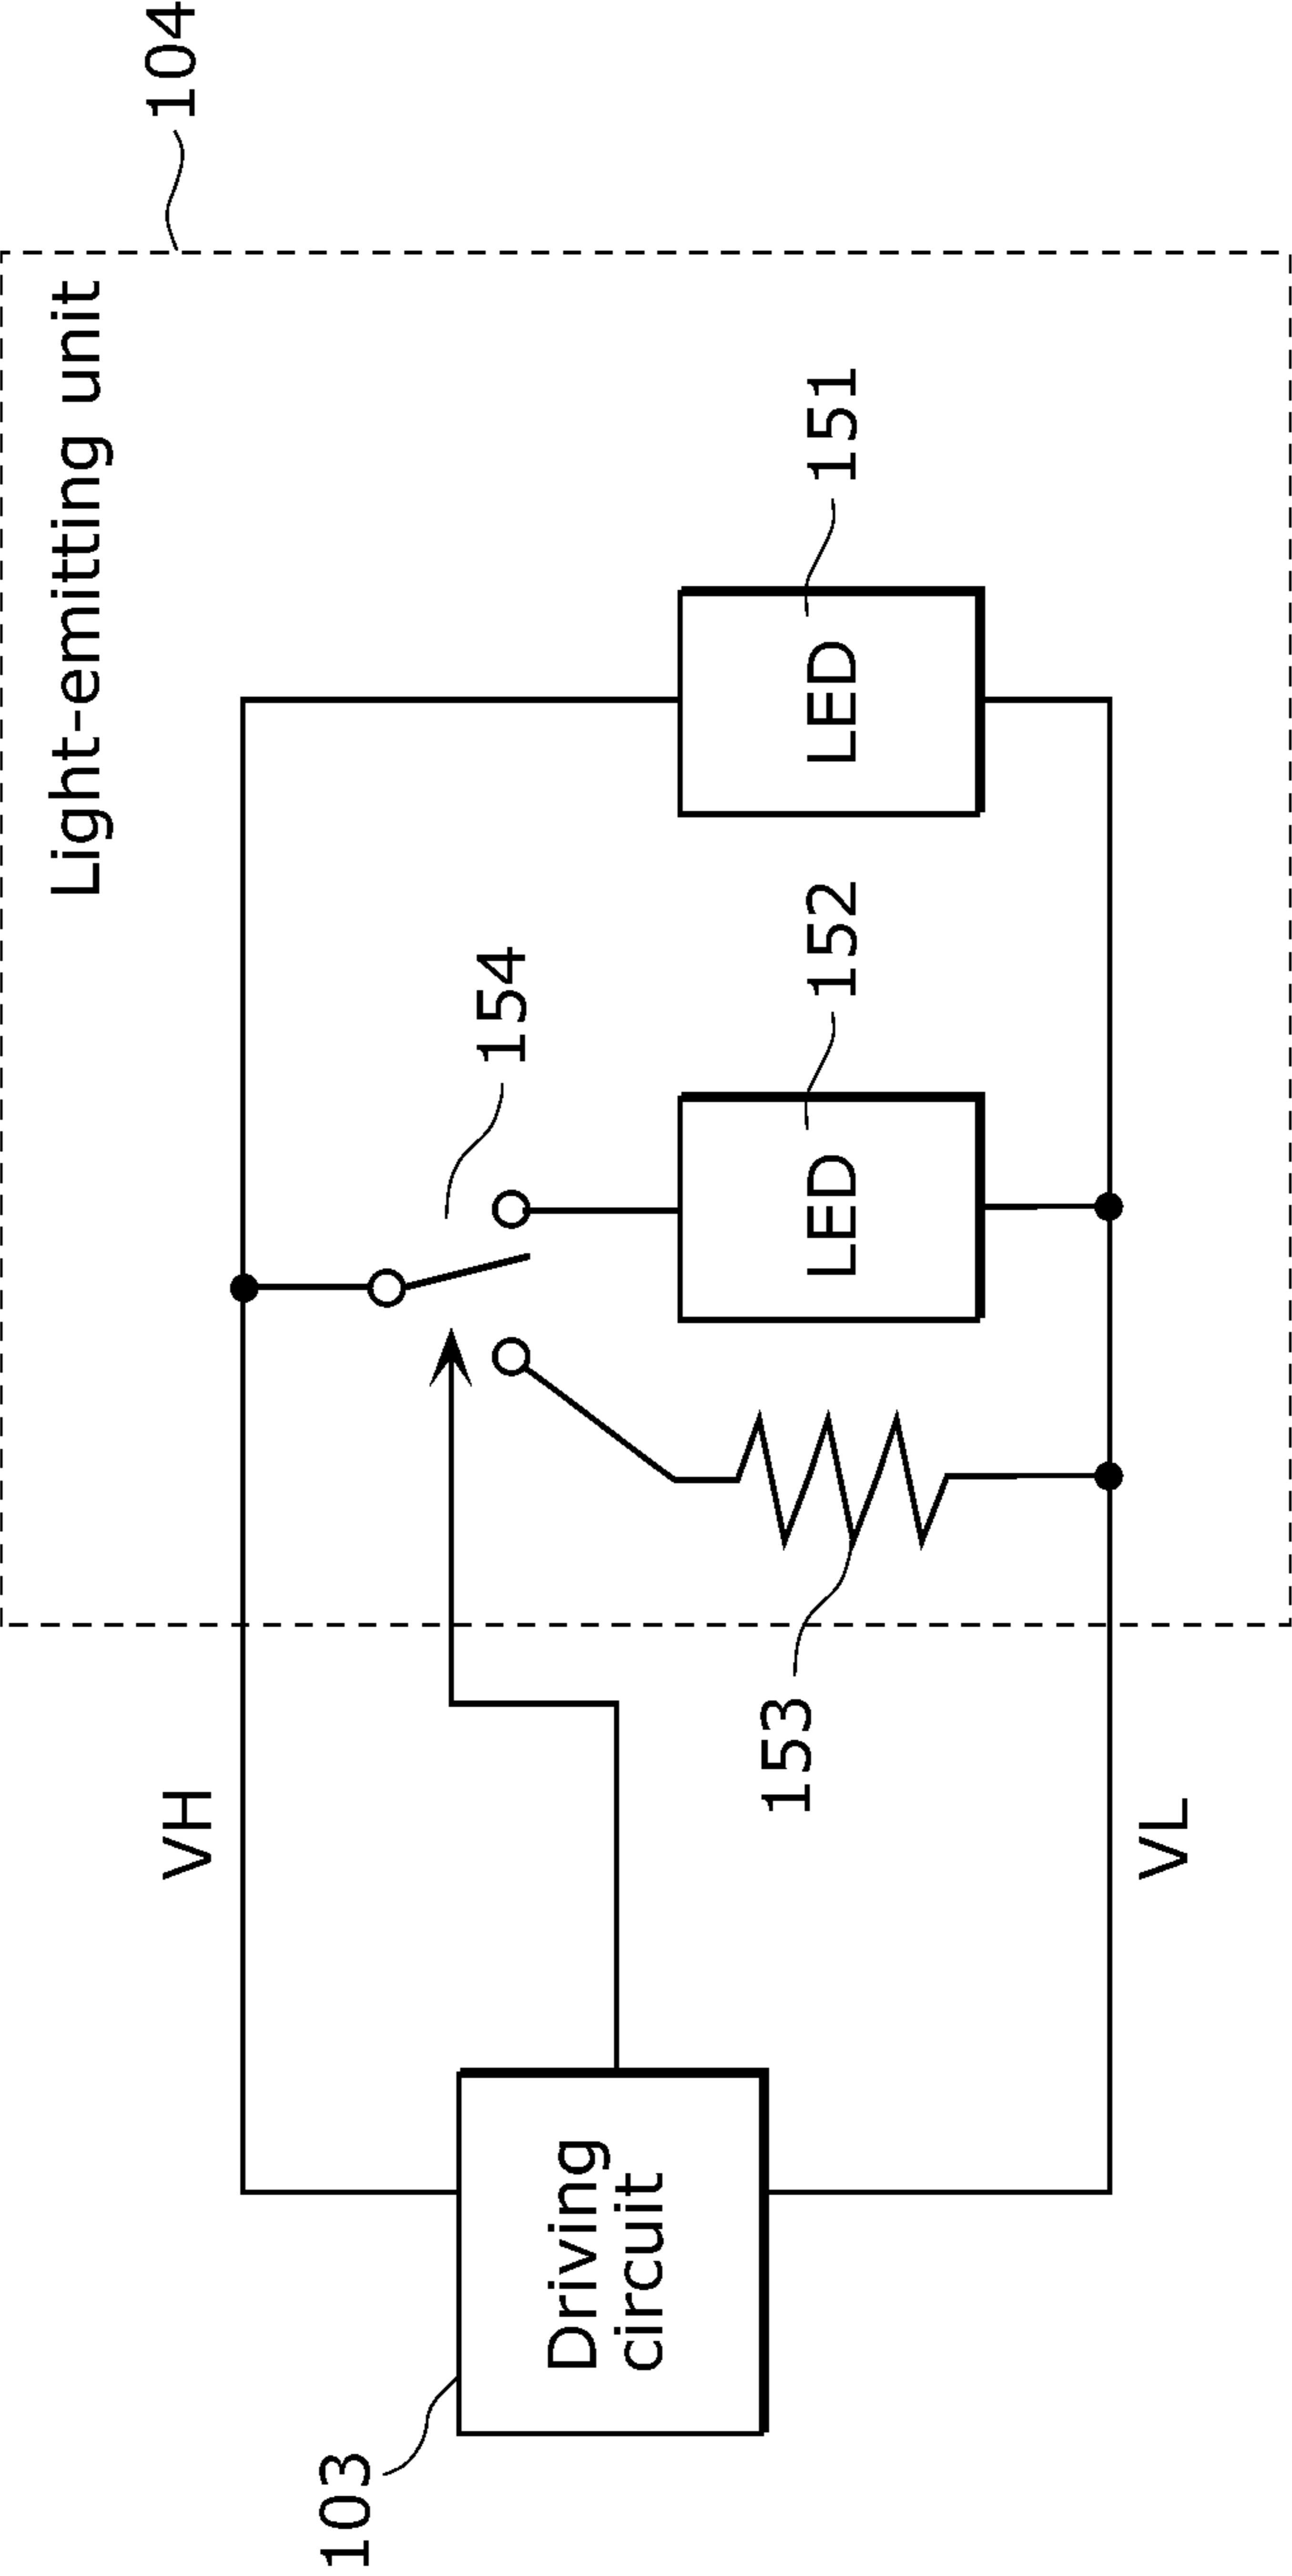 104
Light-emitting unit
VH
154
103
Driving
circuit
LED
152
LED
151
153
VL